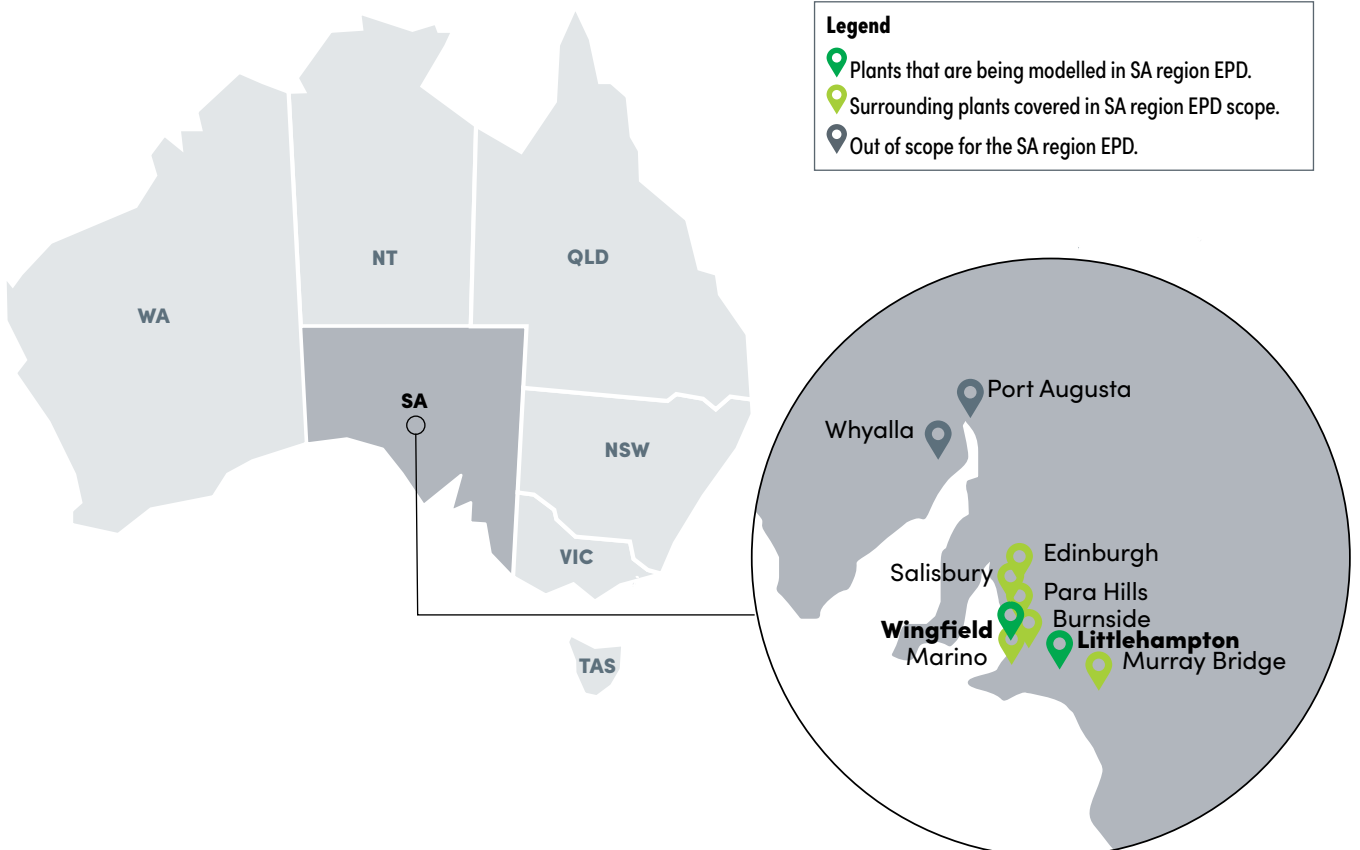 Legend
Plants that are being modelled in SA region EPD.
Surrounding plants covered in SA region EPD scope.
Out of scope for the SA region EPD.
NT
QLD
WA
SA
NSW
VIC
TAS
Port Augusta
Whyalla
Edinburgh
Salisbury
Para Hills
Burnside
Wingfield
Littlehampton
Marino
Murray Bridge